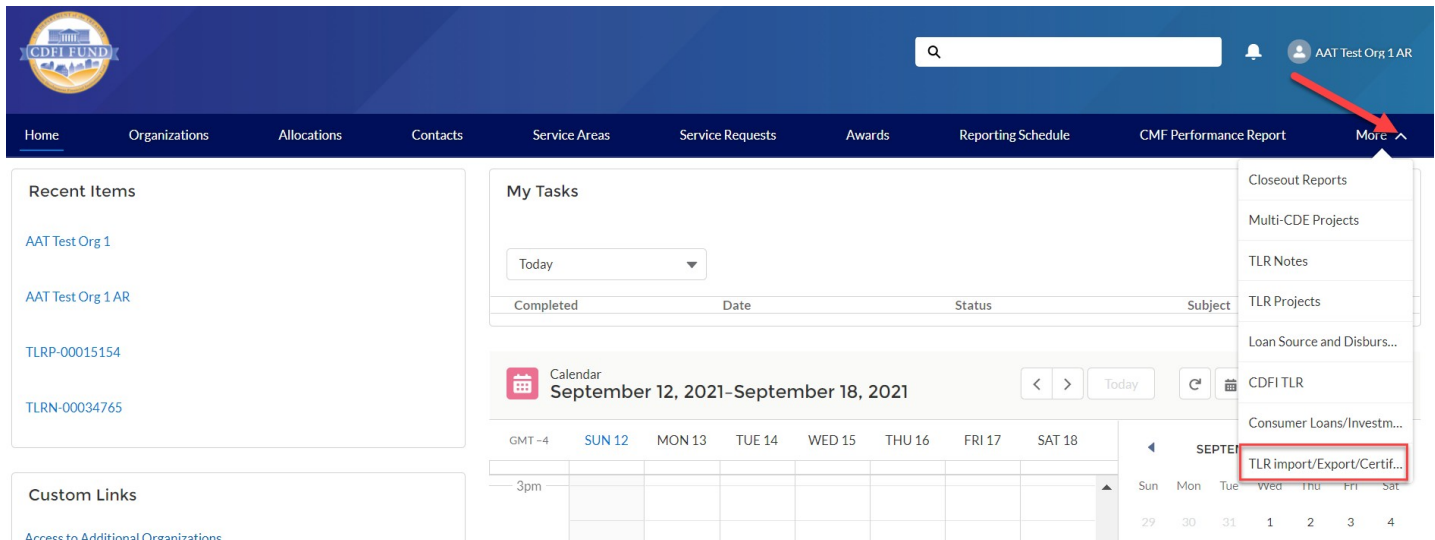 CDFI FUND
AAT Test Org 1 AR
Home Organizations Allocations Contacts Service Areas Service Requests Awards Reporting Schedule CMF Performance Report More
Recent Items
AAT Test Org 1
AAT Test Org 1 AR
TLRP-00015154
TLRN-00034765
Custom Links
Access to Additional Organizations
My Tasks
Today
Completed Date Status Subject
Calendar
September 12, 2021–September 18, 2021
Today
GMT−4 SUN 12 MON 13 TUE 14 WED 15 THU 16 FRI 17 SAT 18
3pm
Closeout Reports
Multi-CDE Projects
TLR Notes
TLR Projects
Loan Source and Disburs...
CDFI TLR
Consumer Loans/Investm...
TLR import/Export/Certif...
SEPTE
Sun Mon Tue Wed Thu Fri Sat
29 30 31 1 2 3 4